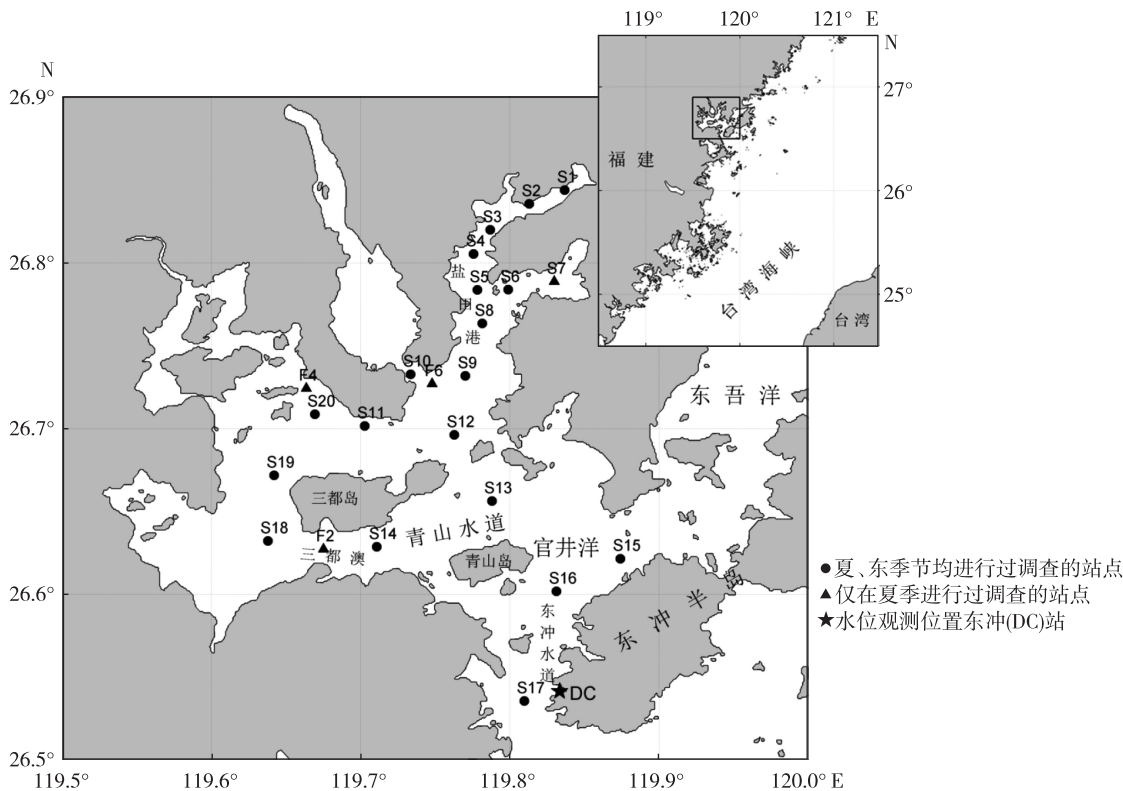 119° 120° 121° E
N
27°
26°
25°
福建
台湾海峡
台湾
N
26.9°
26.8°
26.7°
26.6°
26.5°
119.5° 119.6° 119.7° 119.8° 119.9° 120.0° E
S1
S2
S3
S4
盐田港
S5
S6
S7
S8
S10
F6
S9
F4
S20
S11
S12
东吾洋
S19
三都岛
S13
青山水道
S18
F2
S14
三都澳
官井洋
S15
青山岛
S16
东冲半岛
东冲水道
S17
DC
夏、东季节均进行过调查的站点
仅在夏季进行过调查的站点
水位观测位置东冲(DC)站